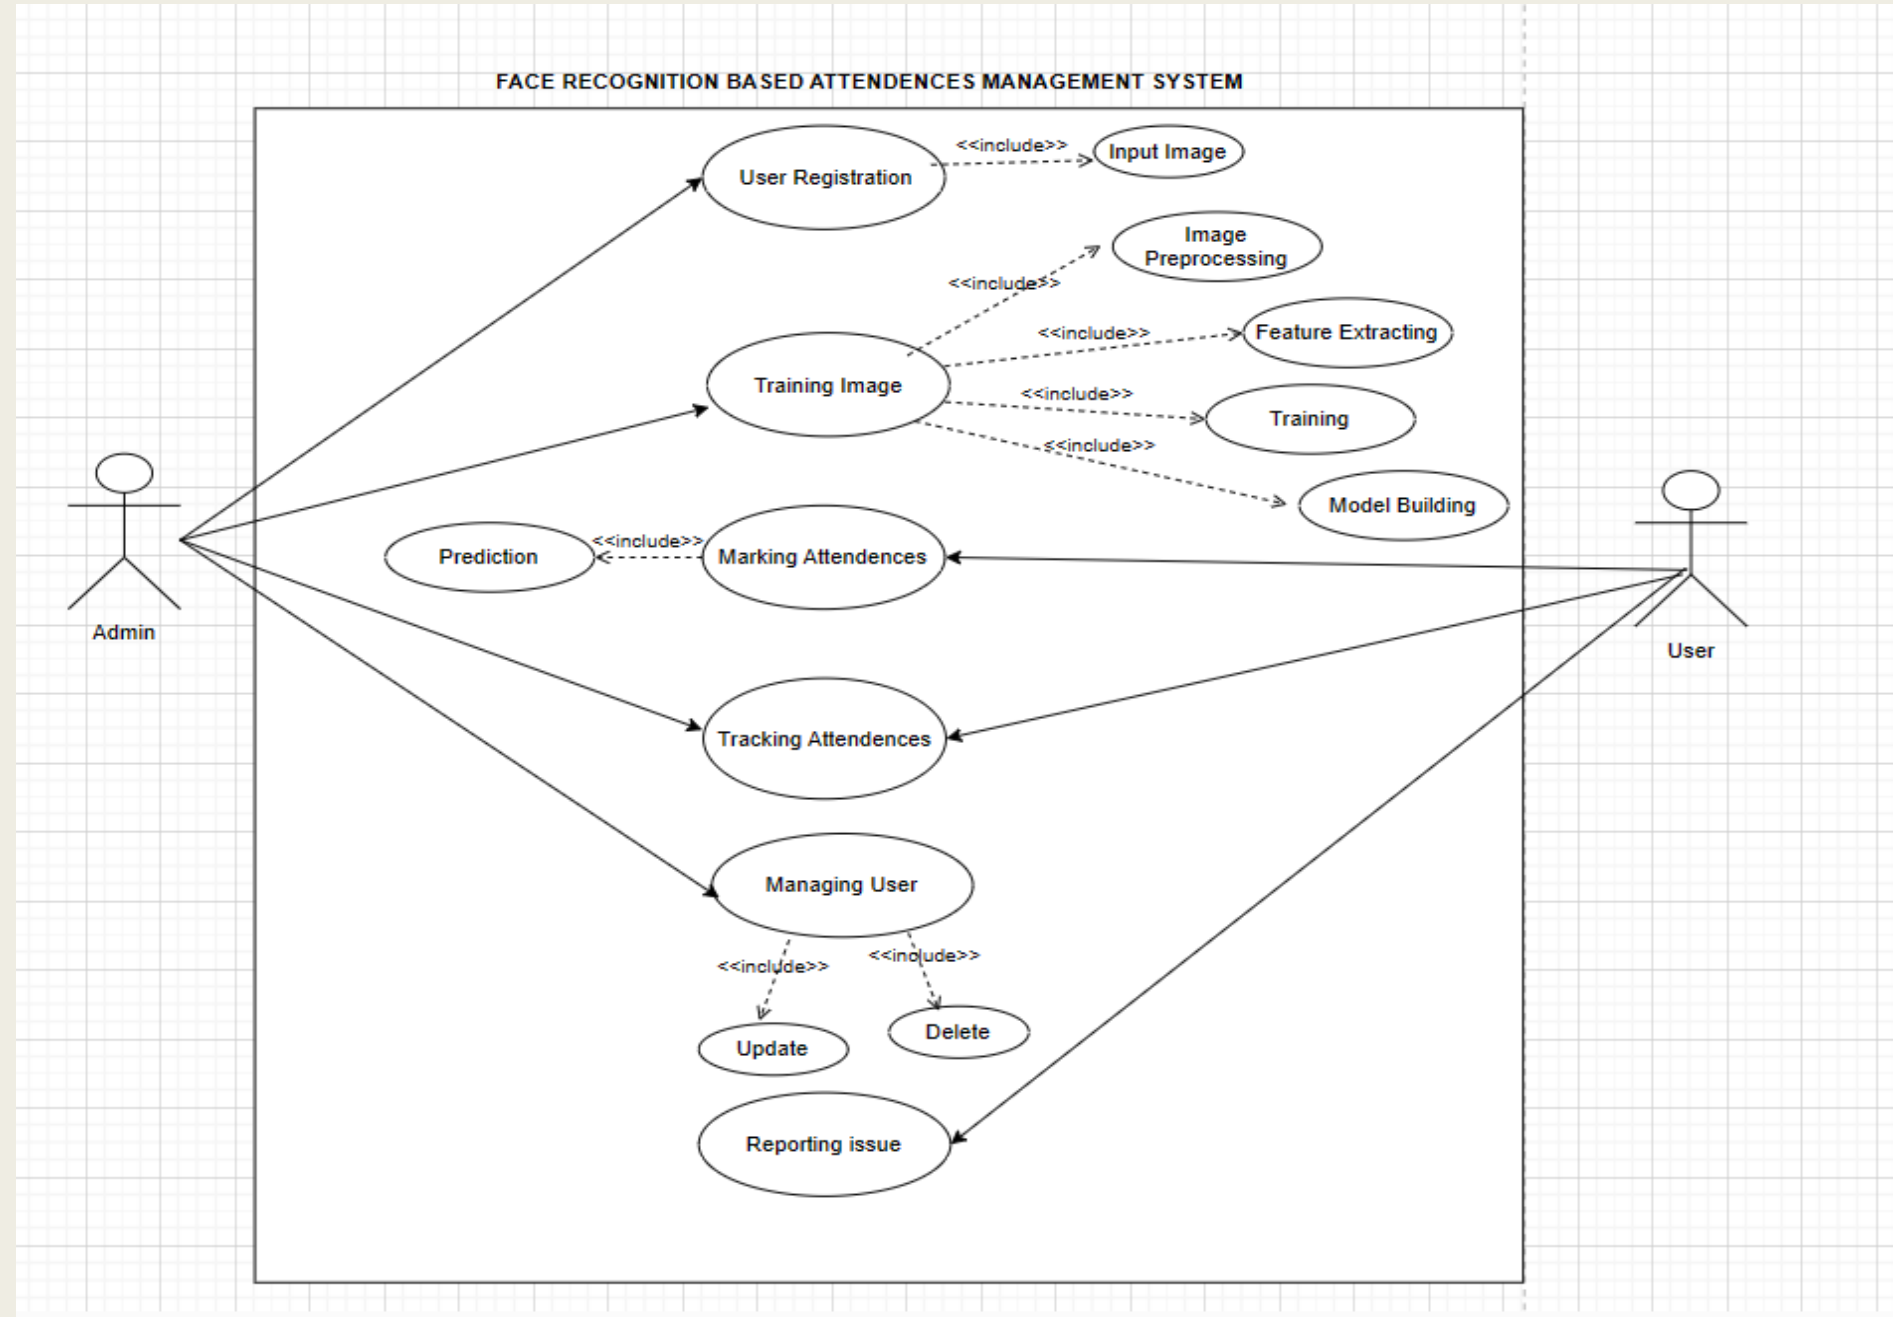 FACE RECOGNITION BASED ATTENDENCES MANAGEMENT SYSTEM
User Registration
<<include>>
Input Image
Image
Preprocessing
<<include>>
<<include>>
Feature Extracting
Training Image
<<include>>
Training
<<include>>
Model Building
Prediction
<<include>>
Marking Attendences
Admin
User
Tracking Attendences
Managing User
<<include>>
<<include>>
Update
Delete
Reporting issue